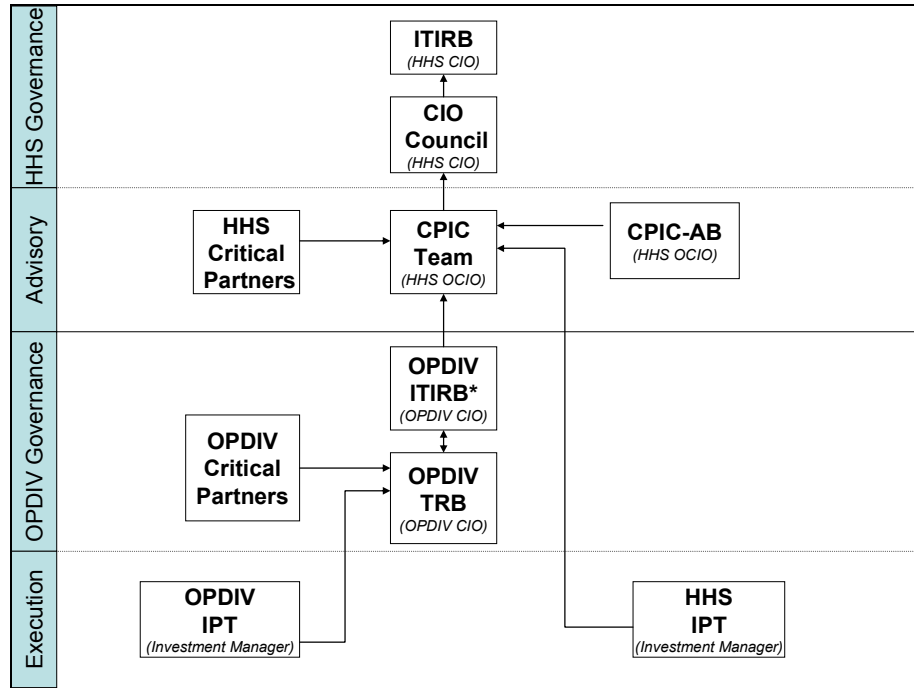 HHS Governance
ITIRB
(HHS CIO)
CIO
Council
(HHS CIO)
Advisory
HHS
Critical
Partners
CPIC
Team
(HHS OCIO)
CPIC-AB
(HHS OCIO)
OPDIV Governance
OPDIV
ITIRB*
(OPDIV CIO)
OPDIV
Critical
Partners
OPDIV
TRB
(OPDIV CIO)
Execution
OPDIV
IPT
(Investment Manager)
HHS
IPT
(Investment Manager)